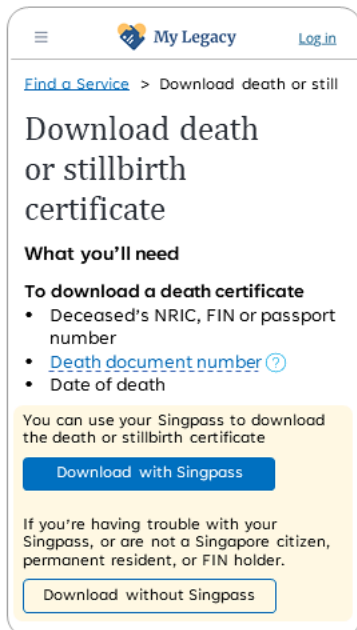 My Legacy
Log in
Find a Service > Download death or still
Download death
or stillbirth
certificate
What you'll need
To download a death certificate
• Deceased's NRIC, FIN or passport
number
• Death document number ?
• Date of death
You can use your Singpass to download
the death or stillbirth certificate
Download with Singpass
If you're having trouble with your
Singpass, or are not a Singapore citizen,
permanent resident, or FIN holder.
Download without Singpass